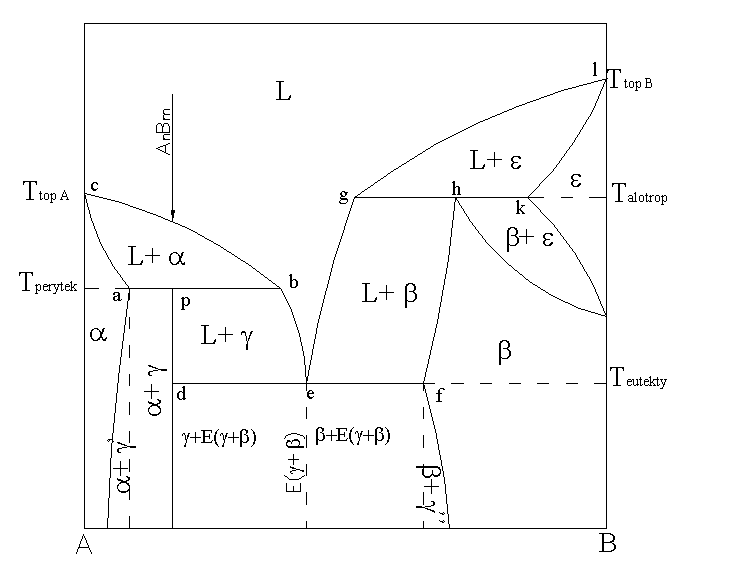 l
T top B
L
AnBm
L+ ε
ε
T top A
c
g
h
k
T alotrop
β+ ε
L+ α
T perytek
a
p
b
L+ β
α
L+ γ
β
T eutekty
α+ γ
d
e
f
γ+E(γ+β)
E(γ+ β)
β+E(γ+β)
α+ γ'
β+ γ''
A
B